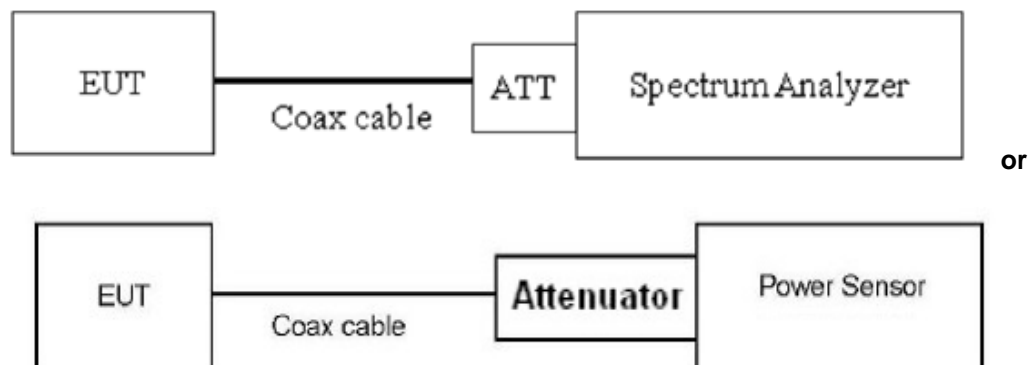 EUT
Coax cable
ATT
Spectrum Analyzer
or
EUT
Coax cable
Attenuator
Power Sensor